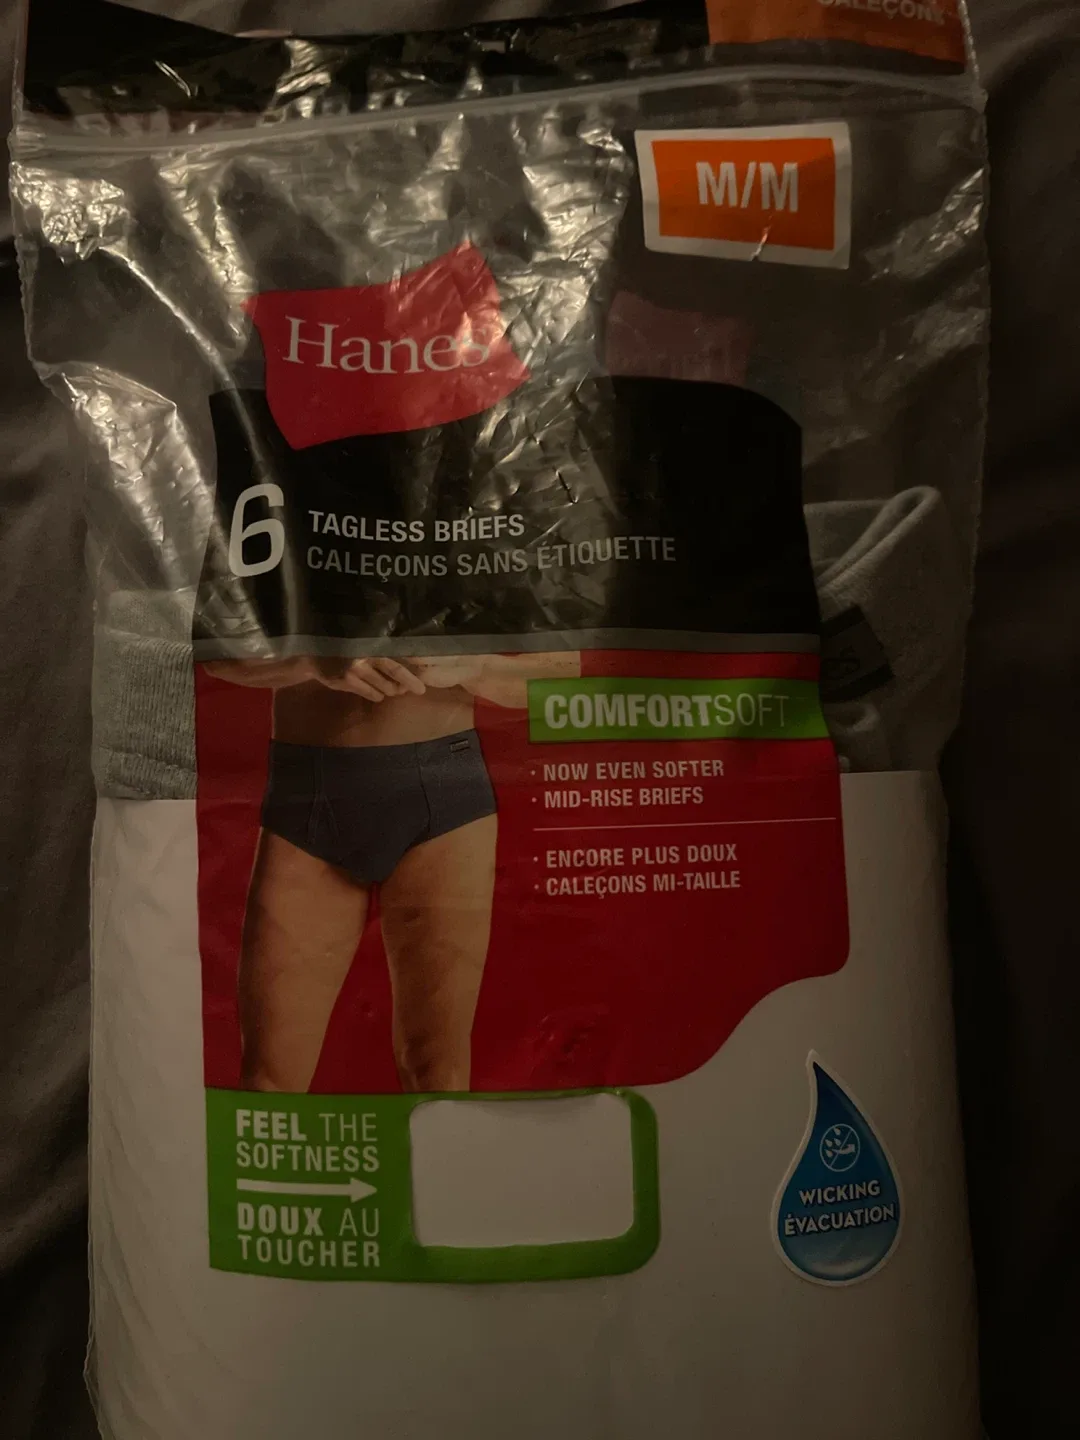 CALEÇONS
M/M
Hanes
6
TAGLESS BRIEFS
CALEÇONS SANS ÉTIQUETTE
COMFORTSOFT
· NOW EVEN SOFTER
· MID-RISE BRIEFS
· ENCORE PLUS DOUX
· CALEÇONS MI-TAILLE
FEEL THE
SOFTNESS
DOUX AU
TOUCHER
WICKING
ÉVACUATION